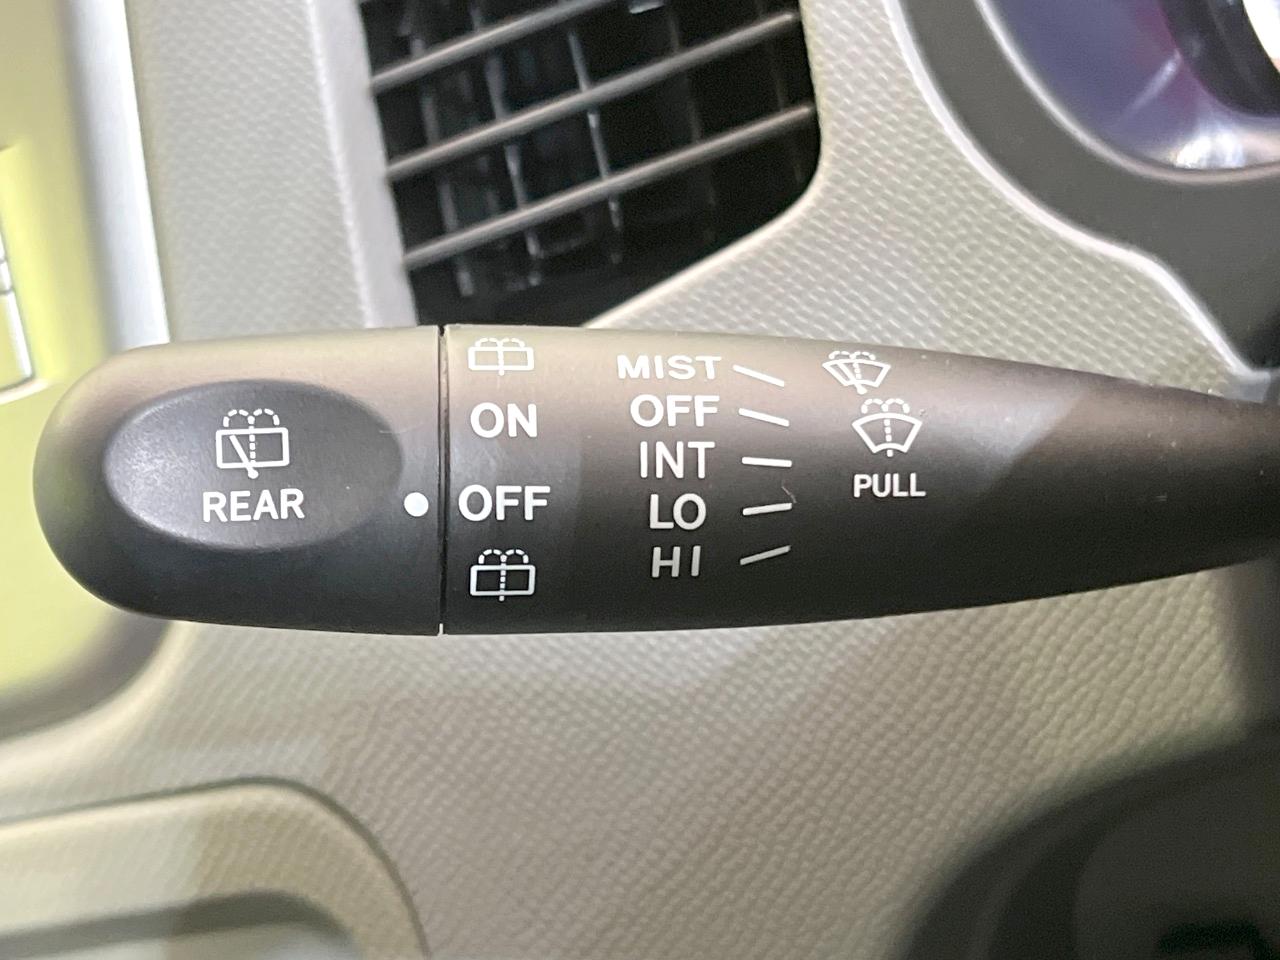 REAR
ON
OFF
MIST
OFF
INT
LO
HI
PULL